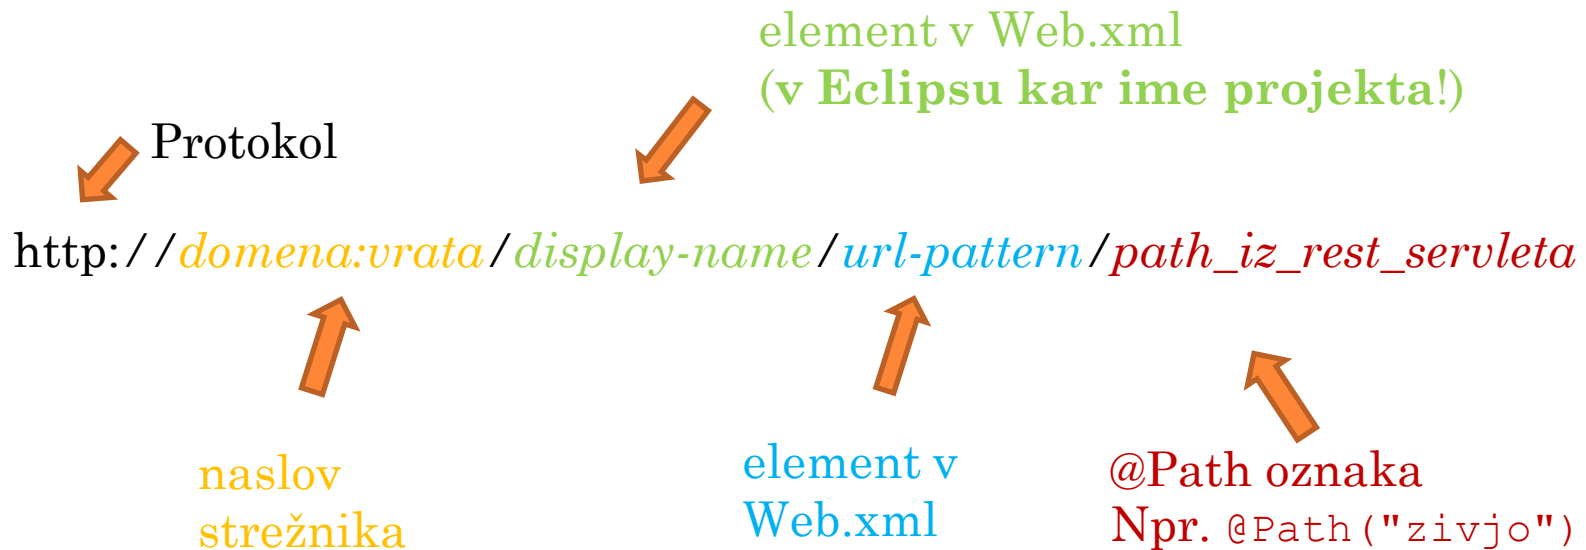 element v Web.xml
(v Eclipsu kar ime projekta!)
Protokol
http://domena:vrata/display-name/url-pattern/path_iz_rest_servleta
naslov
strežnika
element v
Web.xml
@Path oznaka
Npr. @Path("zivjo")